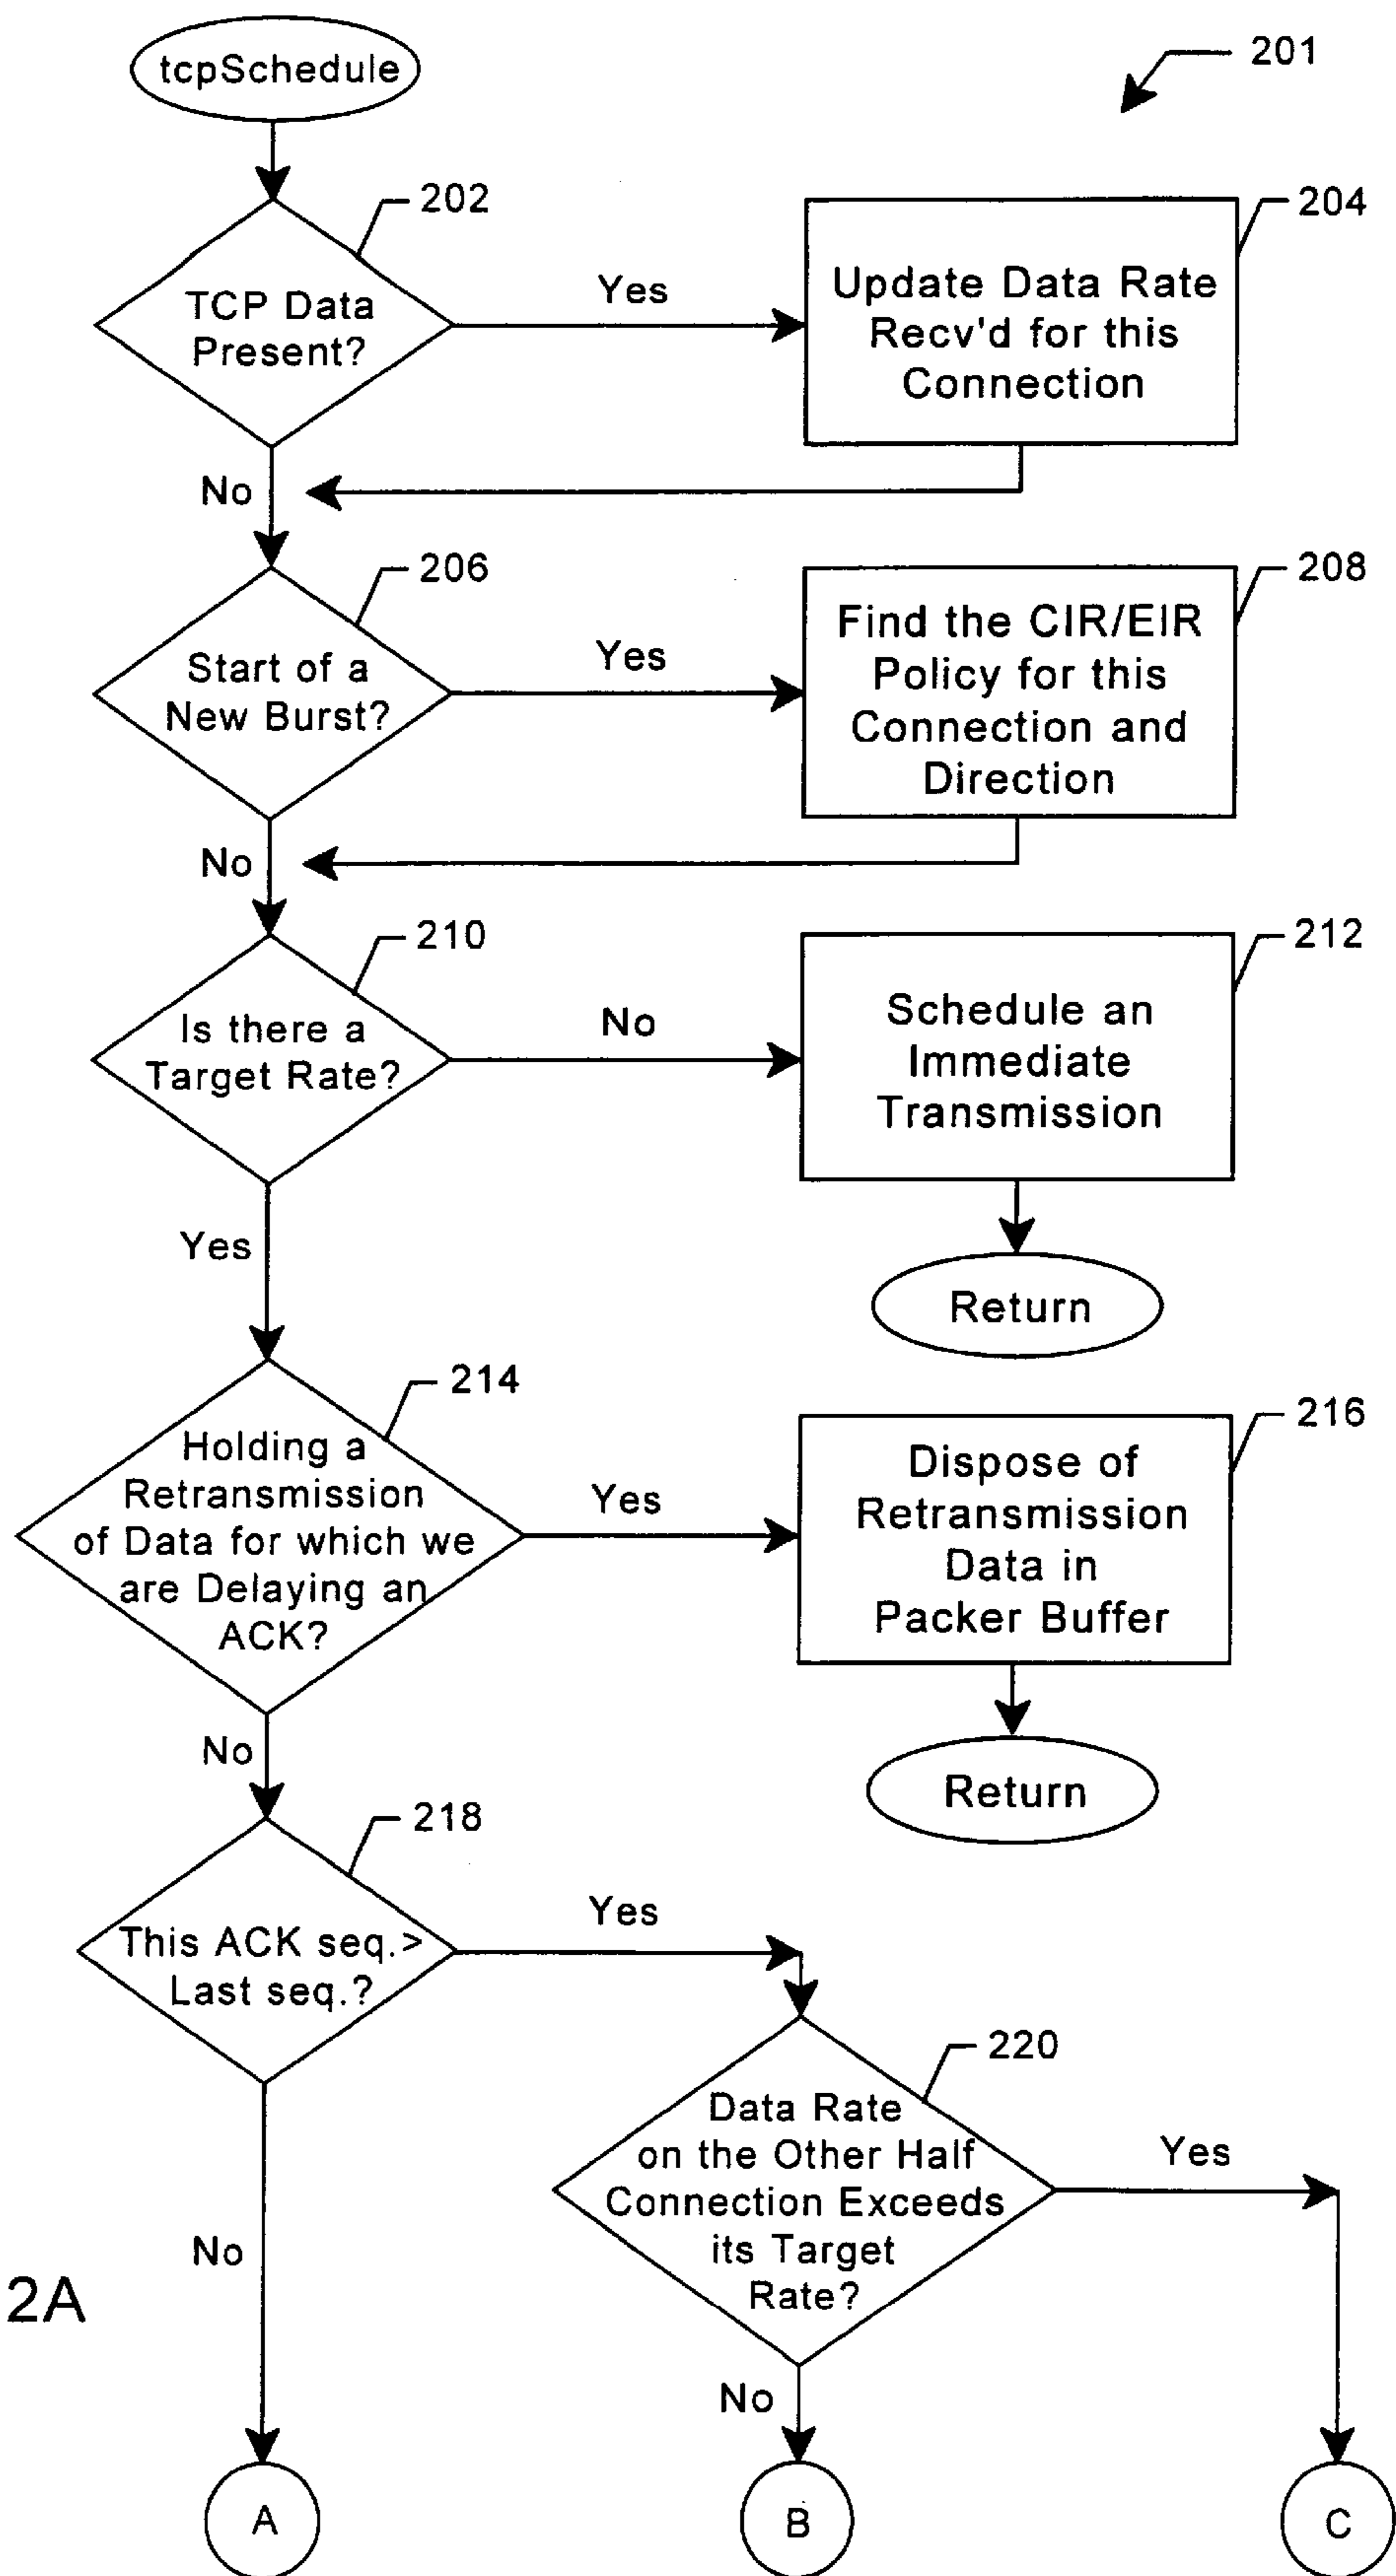 tcpSchedule
201
202
TCP Data
Present?
Yes
204
Update Data Rate
Recv'd for this
Connection
No
206
Start of a
New Burst?
Yes
208
Find the CIR/EIR
Policy for this
Connection and
Direction
No
210
Is there a
Target Rate?
No
212
Schedule an
Immediate
Transmission
Return
Yes
214
Holding a
Retransmission
of Data for which we
are Delaying an
ACK?
Yes
216
Dispose of
Retransmission
Data in
Packer Buffer
Return
No
218
This ACK seq.>
Last seq.?
Yes
220
Data Rate
on the Other Half
Connection Exceeds
its Target
Rate?
Yes
No
2A
No
A
B
C